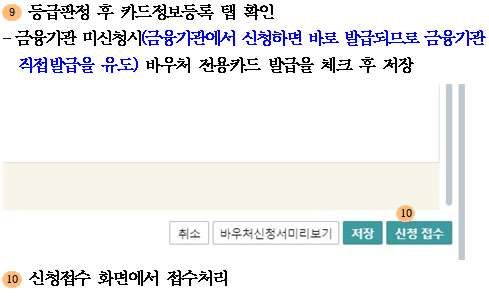 9 등급판정 후 카드정보등록 탭 확인
- 금융기관 미신청시(금융기관에서 신청하면 바로 발급되므로 금융기관
직접발급을 유도) 바우처 전용카드 발급을 체크 후 저장
10
취소 바우처신청서미리보기 저장 신청 접수
10 신청접수 화면에서 접수처리